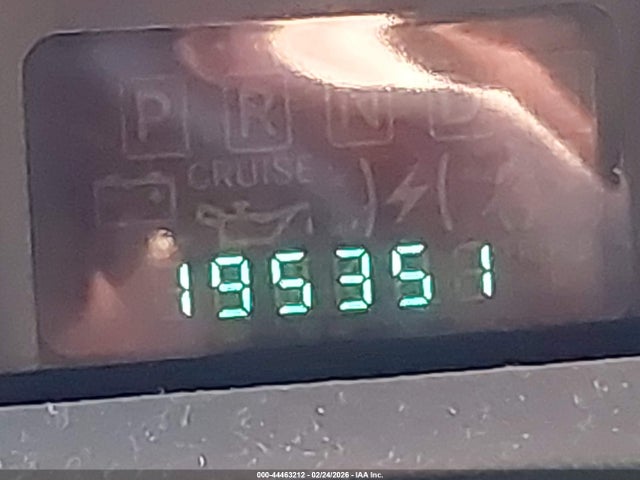 P R N D
CRUISE
195351
000-44463212 - 02/24/2026 - IAA Inc.